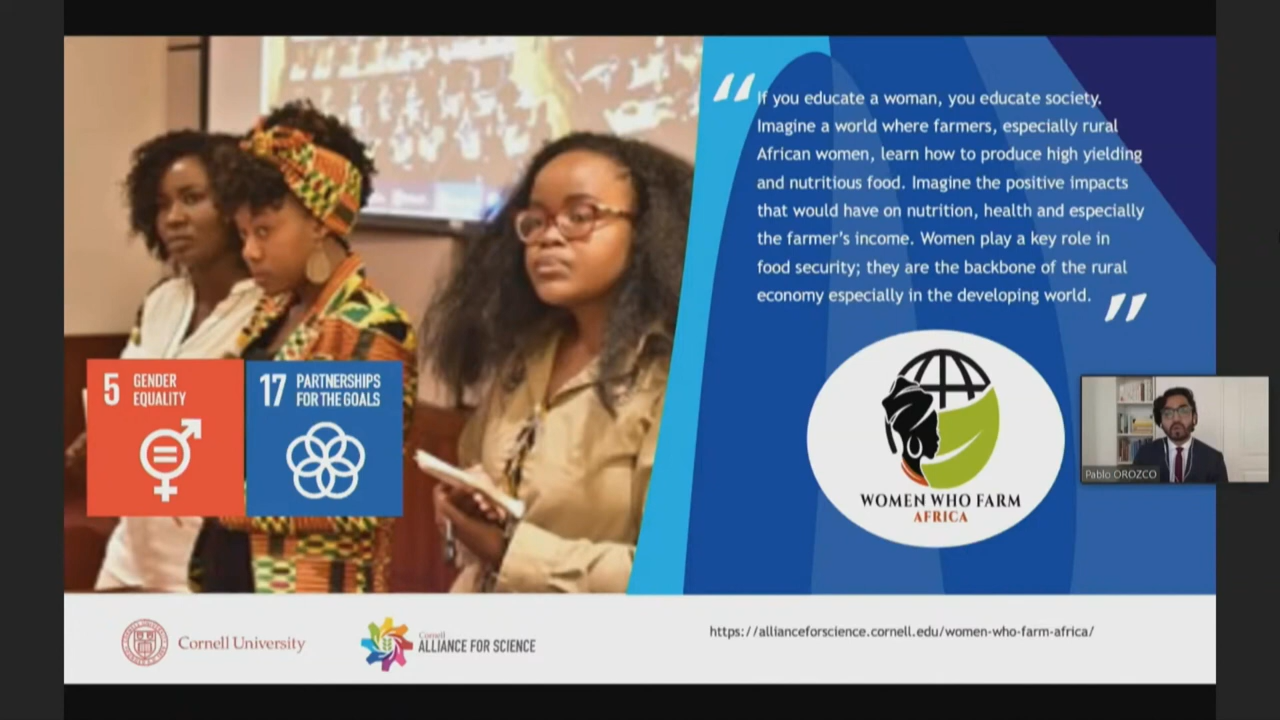 If you educate a woman, you educate society.
Imagine a world where farmers, especially rural
African women, learn how to produce high yielding
and nutritious food. Imagine the positive impacts
that would have on nutrition, health and especially
the farmer's income. Women play a key role in
food security; they are the backbone of the rural
economy especially in the developing world.
5 GENDER
EQUALITY
17 PARTNERSHIPS
FOR THE GOALS
WOMEN WHO FARM
AFRICA
Pablo OROZCO
Cornell University
Cornell
ALLIANCE FOR SCIENCE
https://allianceforscience.cornell.edu/women-who-farm-africa/